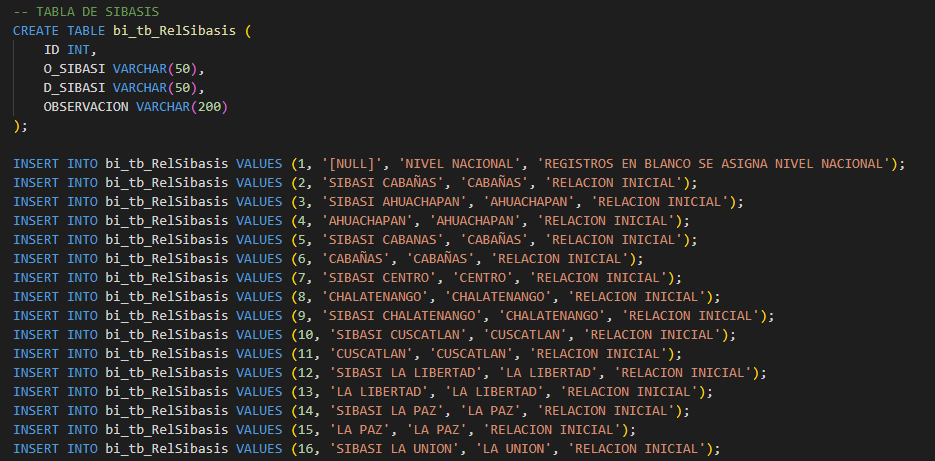 -- TABLA DE SIBASIS
CREATE TABLE bi_tb_RelSibasis (
    ID INT,
    O_SIBASI VARCHAR(50),
    D_SIBASI VARCHAR(50),
    OBSERVACION VARCHAR(200)
);
INSERT INTO bi_tb_RelSibasis VALUES (1, '[NULL]', 'NIVEL NACIONAL', 'REGISTROS EN BLANCO SE ASIGNA NIVEL NACIONAL');
INSERT INTO bi_tb_RelSibasis VALUES (2, 'SIBASI CABAÑAS', 'CABAÑAS', 'RELACION INICIAL');
INSERT INTO bi_tb_RelSibasis VALUES (3, 'SIBASI AHUACHAPAN', 'AHUACHAPAN', 'RELACION INICIAL');
INSERT INTO bi_tb_RelSibasis VALUES (4, 'AHUACHAPAN', 'AHUACHAPAN', 'RELACION INICIAL');
INSERT INTO bi_tb_RelSibasis VALUES (5, 'SIBASI CABANAS', 'CABAÑAS', 'RELACION INICIAL');
INSERT INTO bi_tb_RelSibasis VALUES (6, 'CABAÑAS', 'CABAÑAS', 'RELACION INICIAL');
INSERT INTO bi_tb_RelSibasis VALUES (7, 'SIBASI CENTRO', 'CENTRO', 'RELACION INICIAL');
INSERT INTO bi_tb_RelSibasis VALUES (8, 'CHALATENANGO', 'CHALATENANGO', 'RELACION INICIAL');
INSERT INTO bi_tb_RelSibasis VALUES (9, 'SIBASI CHALATENANGO', 'CHALATENANGO', 'RELACION INICIAL');
INSERT INTO bi_tb_RelSibasis VALUES (10, 'SIBASI CUSCATLAN', 'CUSCATLAN', 'RELACION INICIAL');
INSERT INTO bi_tb_RelSibasis VALUES (11, 'CUSCATLAN', 'CUSCATLAN', 'RELACION INICIAL');
INSERT INTO bi_tb_RelSibasis VALUES (12, 'SIBASI LA LIBERTAD', 'LA LIBERTAD', 'RELACION INICIAL');
INSERT INTO bi_tb_RelSibasis VALUES (13, 'LA LIBERTAD', 'LA LIBERTAD', 'RELACION INICIAL');
INSERT INTO bi_tb_RelSibasis VALUES (14, 'SIBASI LA PAZ', 'LA PAZ', 'RELACION INICIAL');
INSERT INTO bi_tb_RelSibasis VALUES (15, 'LA PAZ', 'LA PAZ', 'RELACION INICIAL');
INSERT INTO bi_tb_RelSibasis VALUES (16, 'SIBASI LA UNION', 'LA UNION', 'RELACION INICIAL');